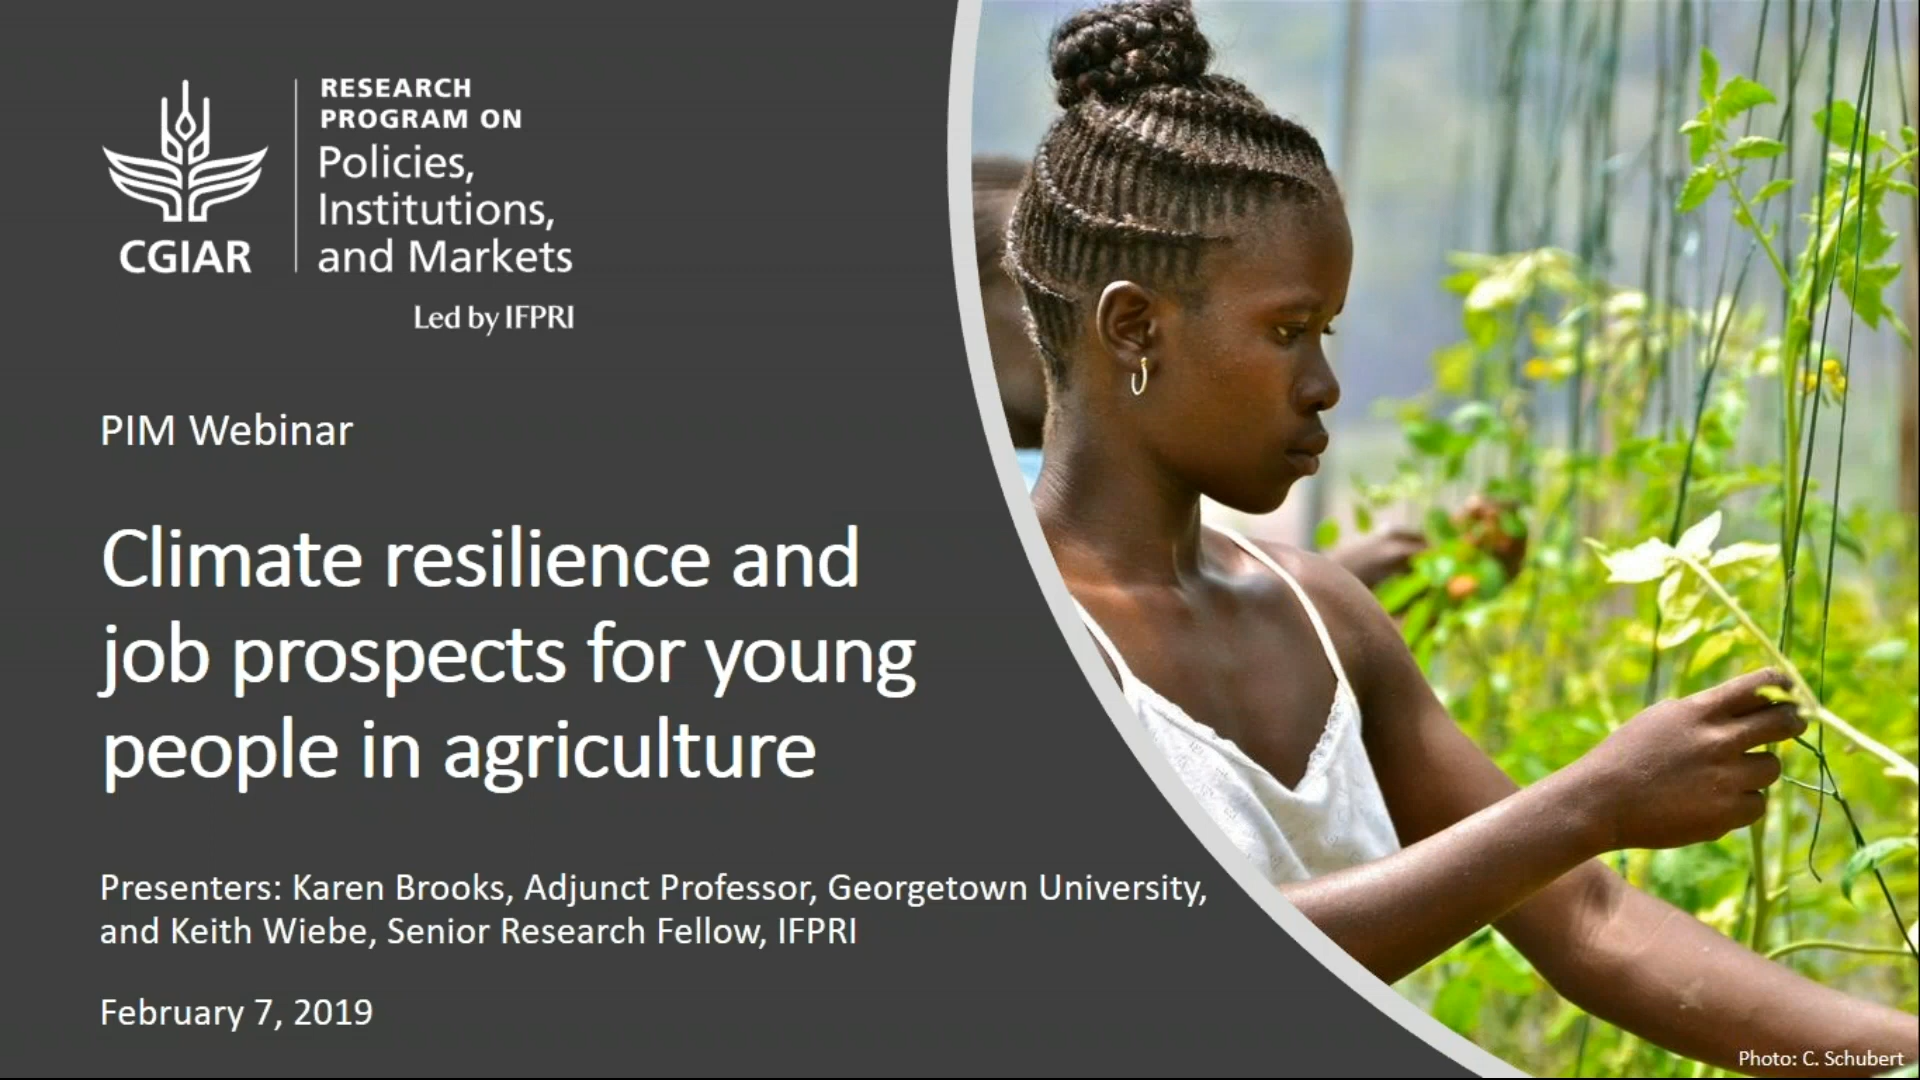 RESEARCH
PROGRAM ON
Policies,
Institutions,
and Markets
CGIAR
Led by IFPRI
PIM Webinar
Climate resilience and
job prospects for young
people in agriculture
Presenters: Karen Brooks, Adjunct Professor, Georgetown University,
and Keith Wiebe, Senior Research Fellow, IFPRI
February 7, 2019
Photo: C. Schubert